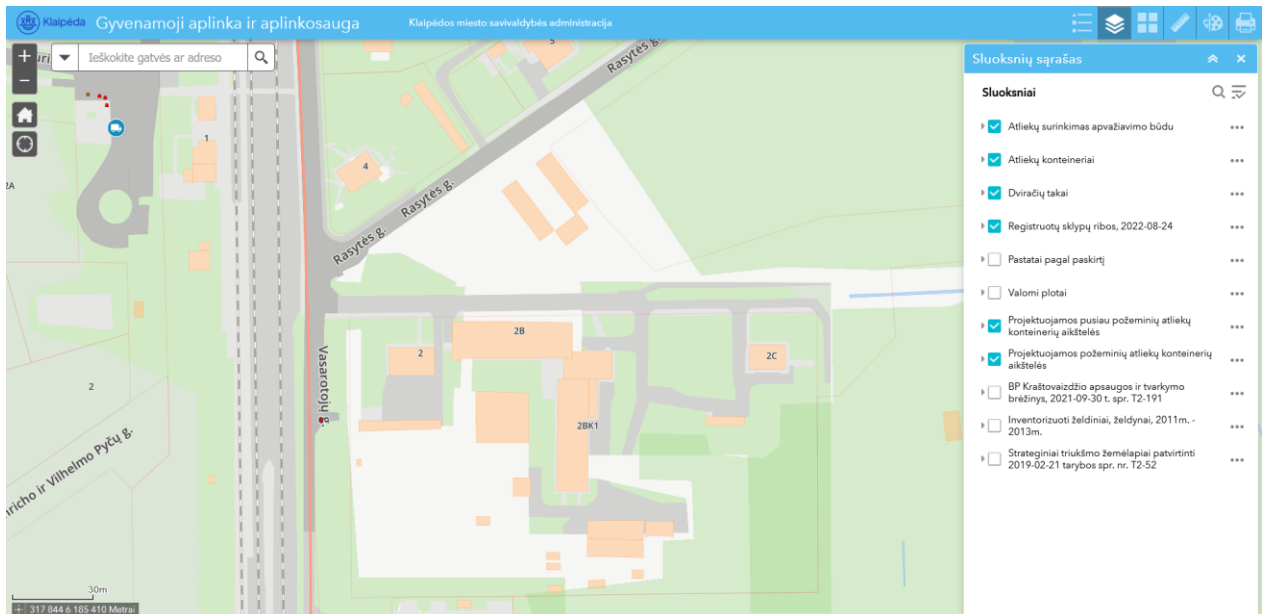 Klaipėda
Gyvenamoji aplinka ir aplinkosauga
Klaipėdos miesto savivaldybės administracija
Ieškokite gatvės ar adreso
Sluoksnių sąrašas
Sluoksniai
Atliekų surinkimas apvažiavimo būdu
Atliekų konteineriai
Dviračių takai
Registruotų sklypų ribos, 2022-08-24
Pastatai pagal paskirtį
Valomi plotai
Projektuojamos pusiau požeminių atliekų
konteinerių aikštelės
Projektuojamos požeminių atliekų konteinerių
aikštelės
BP Kraštovaizdžio apsaugos ir tvarkymo
brėžinys, 2021-09-30 t. spr. T2-191
Inventorizuoti želdiniai, želdynai, 2011m. -
2013m.
Strateginiai triukšmo žemėlapiai patvirtinti
2019-02-21 tarybos spr. nr. T2-52
5
Rasytės g.
1
4
2A
Rasytės g.
Rasytės g.
2B
2
2C
Vasarotojų g.
2
2BK1
nricho ir Vilhelmo Pyčų g.
30m
317 844 6 185 410 Metrai